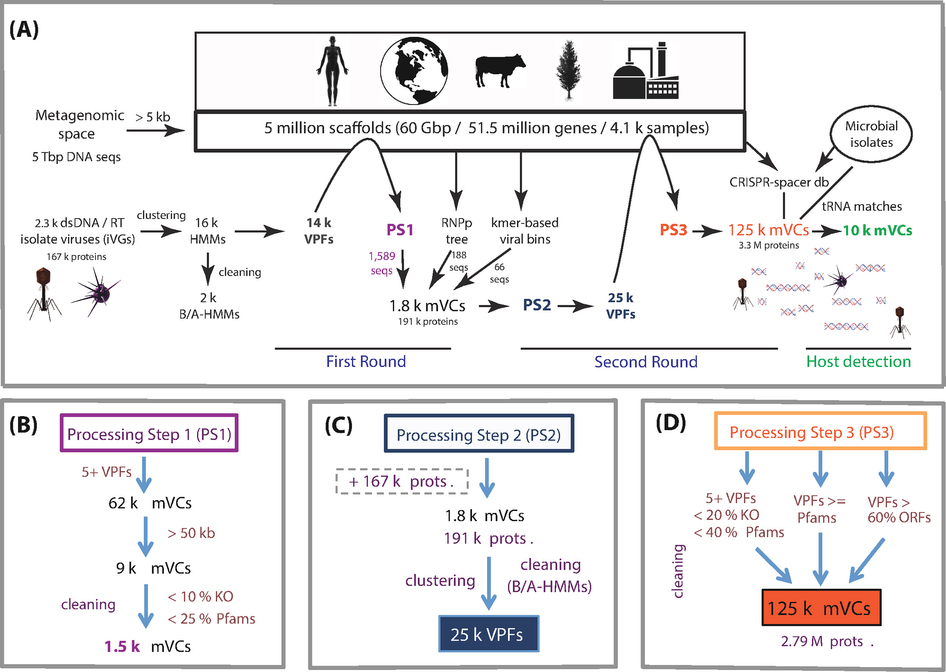 (A)
5 million scaffolds (60 Gbp / 51.5 million genes / 4.1 k samples)
Metagenomic
space
> 5 kb
5 Tbp DNA seqs
Microbial
isolates
CRISPR-spacer db
tRNA matches
2.3 k dsDNA / RT
isolate viruses (iVGs)
167 k proteins
clustering
16 k
HMMs
cleaning
2 k
B/A-HMMs
14 k
VPFs
PS1
1,589
seqs
RNPp
tree
188
seqs
kmer-based
viral bins
66
seqs
1.8 k mVCs
191 k proteins
PS2
25 k
VPFs
PS3
125 k mVCs
3.3 M proteins
10 k mVCs
First Round
Second Round
Host detection
(B)
Processing Step 1 (PS1)
5+ VPFs
62 k mVCs
> 50 kb
9 k mVCs
cleaning
< 10 % KO
< 25 % Pfams
1.5 k mVCs
(C)
Processing Step 2 (PS2)
+ 167 k prots .
1.8 k mVCs
191 k prots .
clustering
cleaning
(B/A-HMMs)
25 k VPFs
(D)
Processing Step 3 (PS3)
5+ VPFs
< 20 % KO
< 40 % Pfams
VPFs >=
Pfams
VPFs >
60% ORFs
cleaning
125 k mVCs
2.79 M prots .